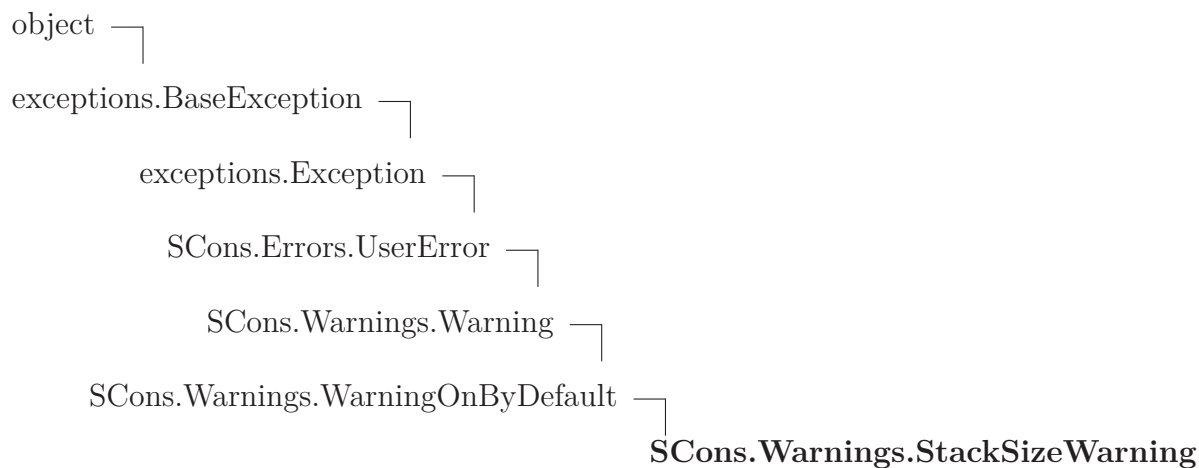 object
exceptions.BaseException
exceptions.Exception
SCons.Errors.UserError
SCons.Warnings.Warning
SCons.Warnings.WarningOnByDefault
SCons.Warnings.StackSizeWarning